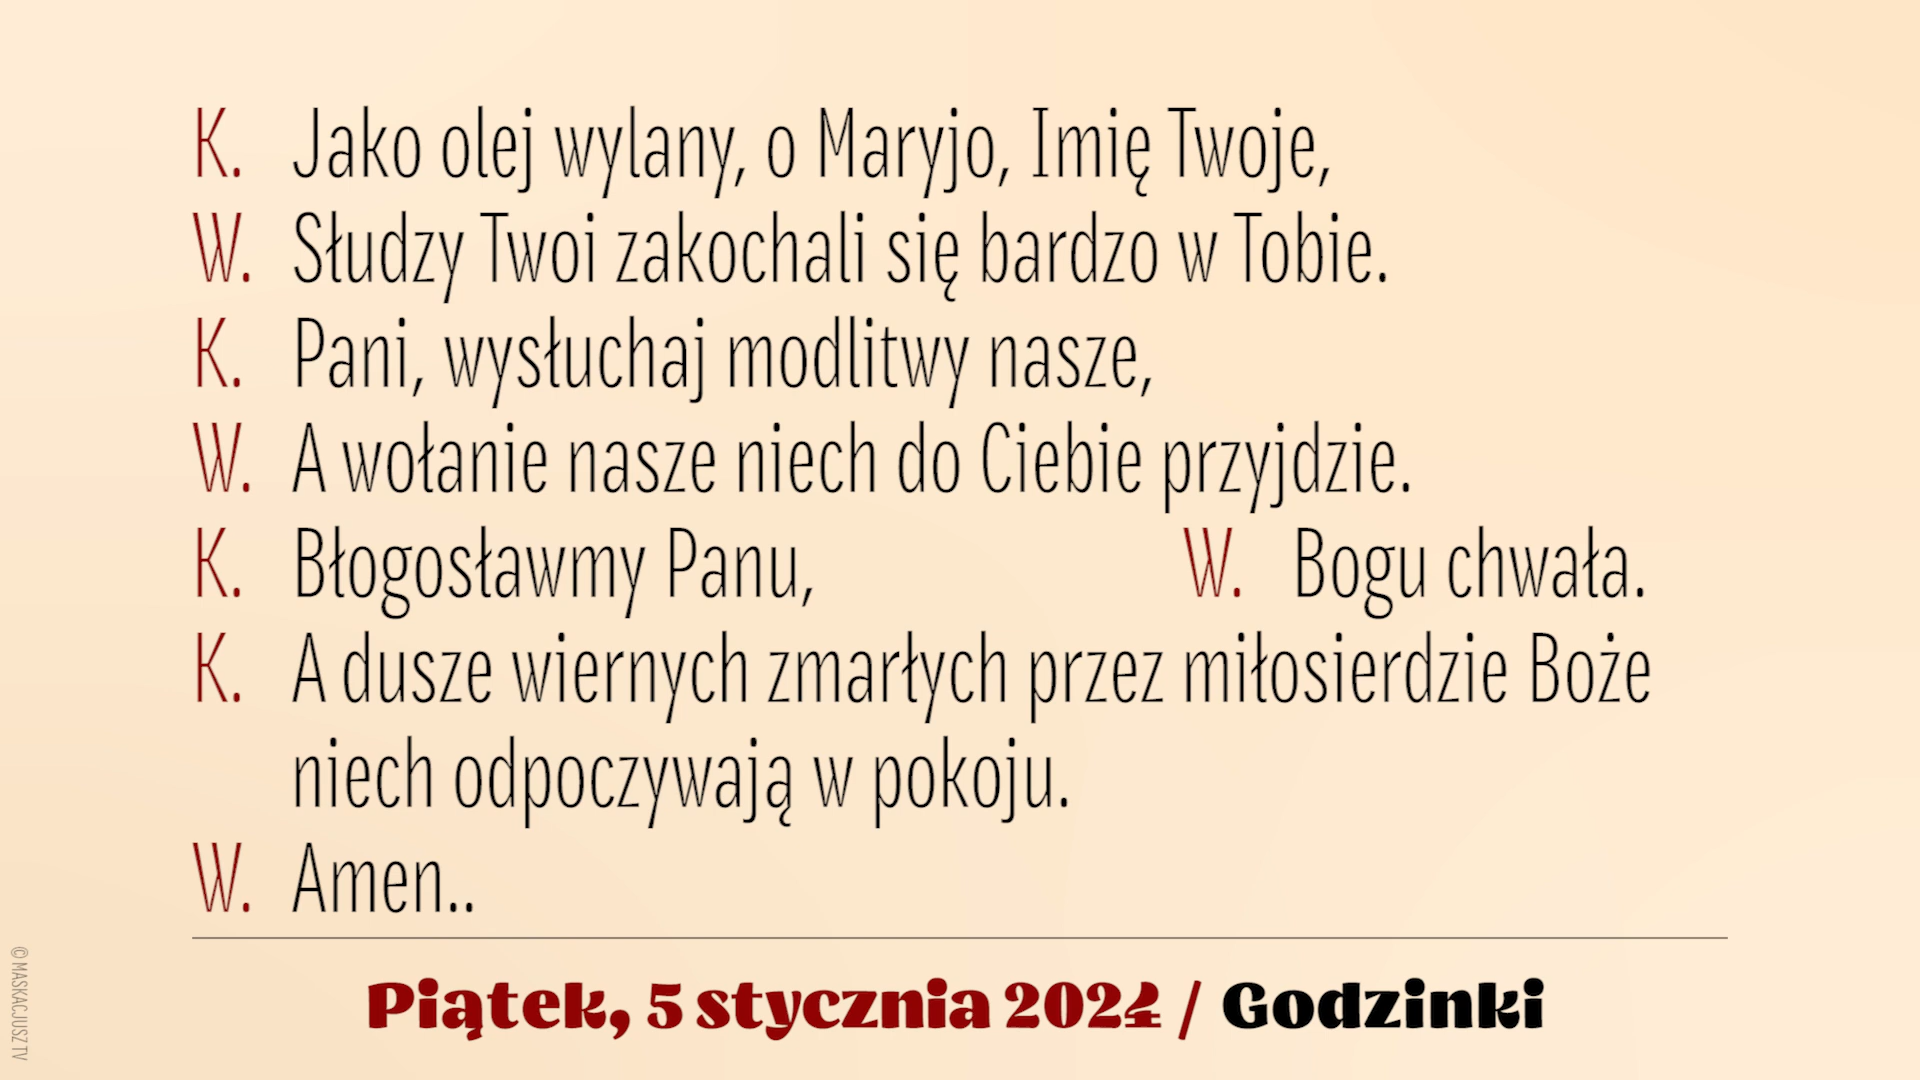 K. Jako olej wylany, o Maryjo, Imię Twoje,
W. Słudzy Twoi zakochali się bardzo w Tobie.
K. Pani, wysłuchaj modlitwy nasze,
W. A wołanie nasze niech do Ciebie przyjdzie.
K. Błogosławmy Panu, W. Bogu chwała.
K. A dusze wiernych zmarłych przez miłosierdzie Boże
niech odpoczywają w pokoju.
W. Amen..
Piątek, 5 stycznia 2024 / Godzinki
© MASKACJUSZ TV